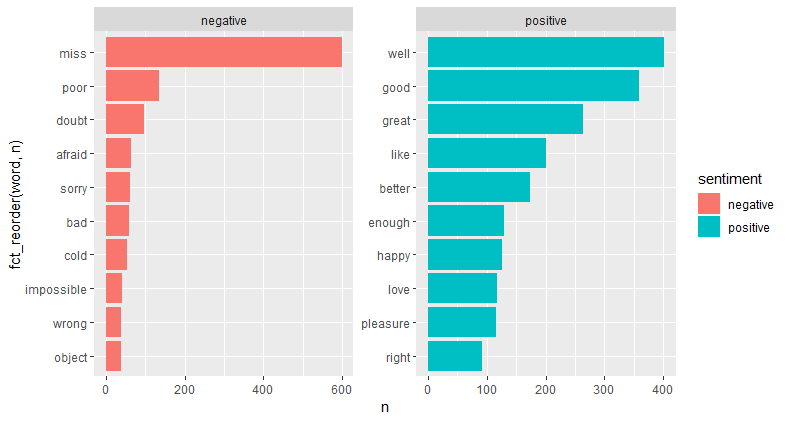 negative
positive
fct_reorder(word, n)
miss
poor
doubt
afraid
sorry
bad
cold
impossible
wrong
object
0 200 400 600
well
good
great
like
better
enough
happy
love
pleasure
right
0 100 200 300 400
n
sentiment
negative
positive